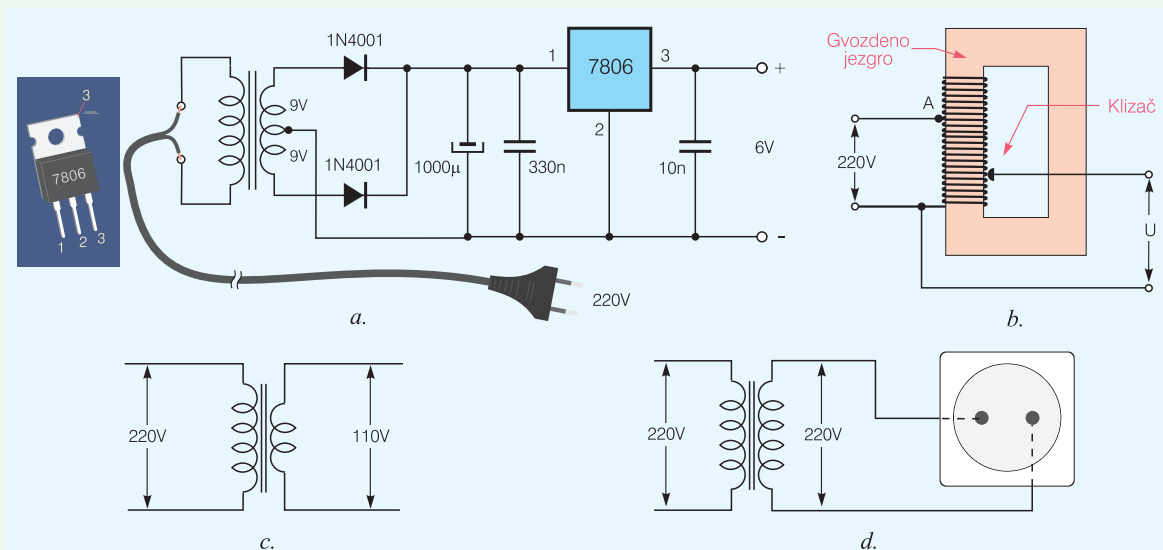 3
7806
1 2 3
9V
9V
1N4001
1N4001
1000µ
330n
1
7806
3
2
10n
+
6V
-
220V
a.
Gvozdeno
jezgro
A
Klizač
220V
U
b.
220V
110V
c.
220V
220V
d.